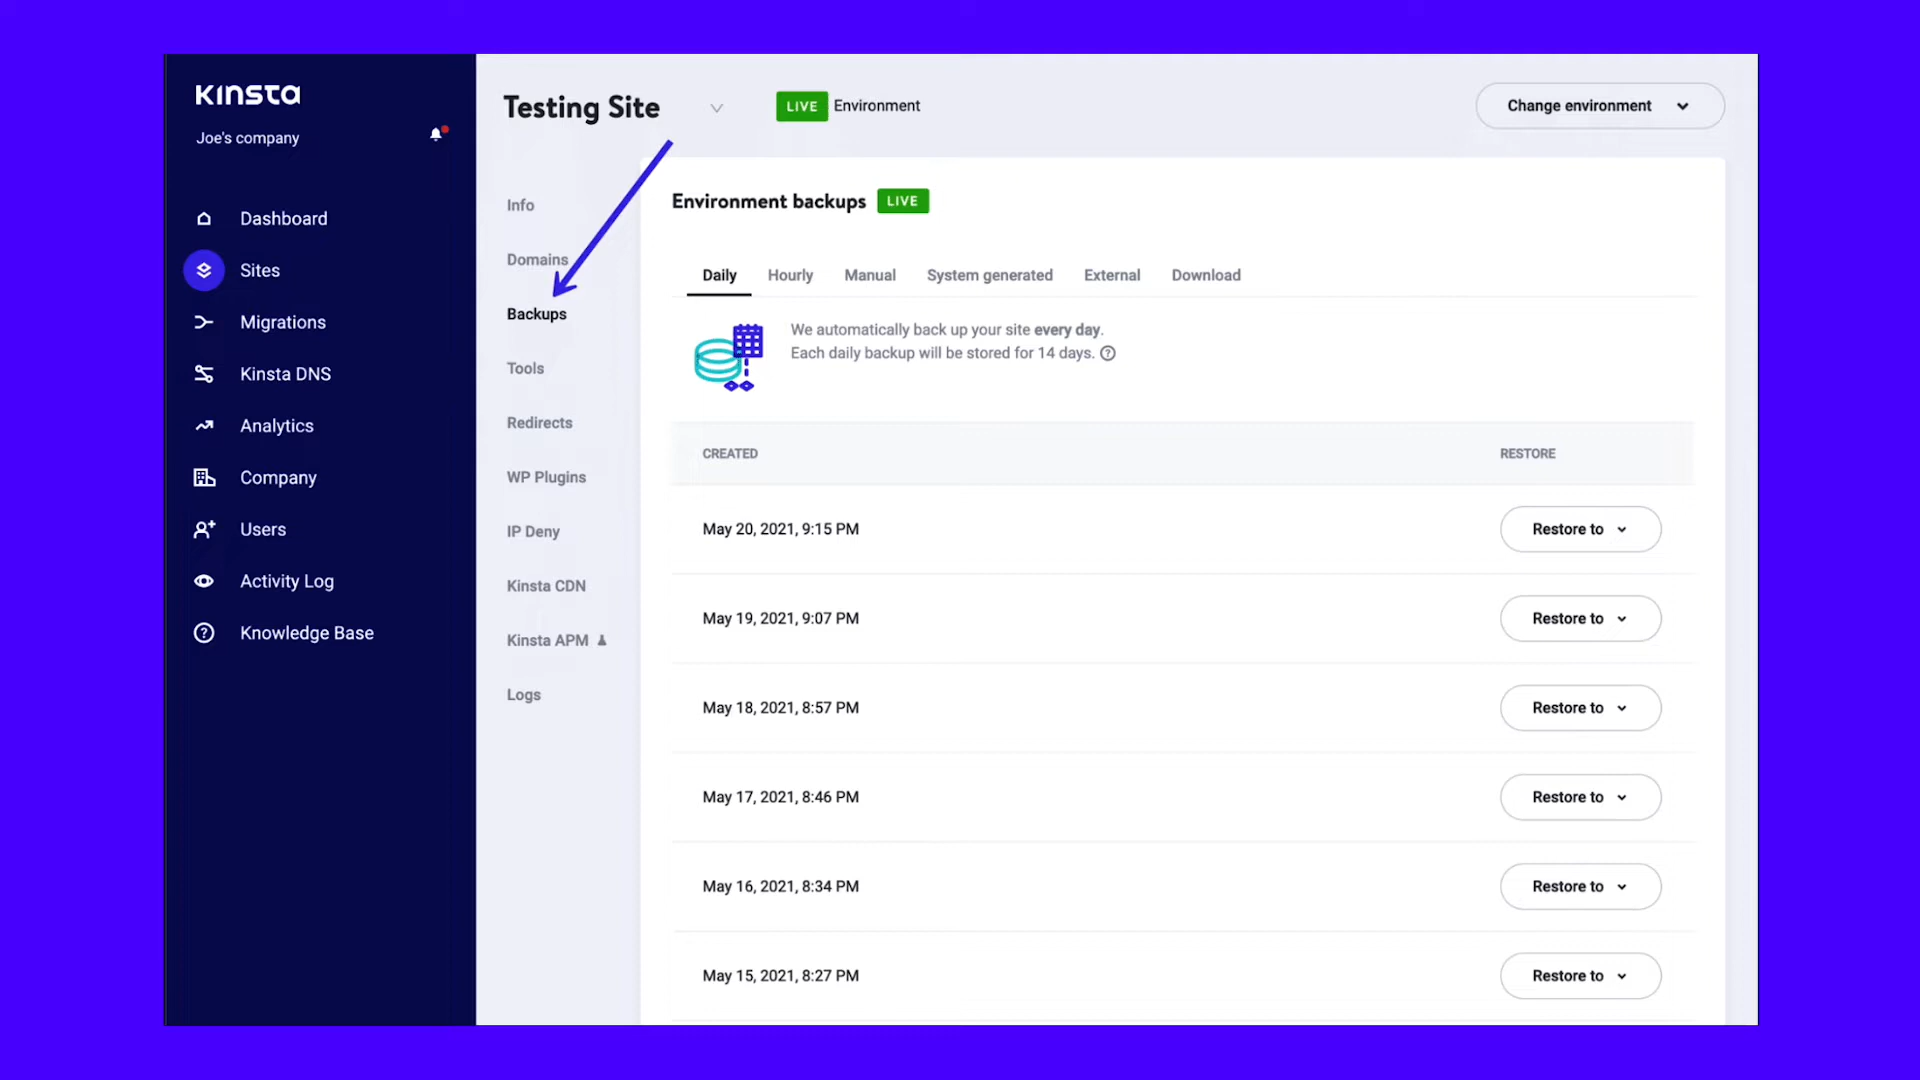 KINSTA
Joe's company
Dashboard
Sites
Migrations
Kinsta DNS
Analytics
Company
Users
Activity Log
Knowledge Base
Testing Site
LIVE Environment
Change environment
Info
Domains
Backups
Tools
Redirects
WP Plugins
IP Deny
Kinsta CDN
Kinsta APM
Logs
Environment backups LIVE
Daily Hourly Manual System generated External Download
We automatically back up your site every day.
Each daily backup will be stored for 14 days. ?
CREATED RESTORE
May 20, 2021, 9:15 PM Restore to
May 19, 2021, 9:07 PM Restore to
May 18, 2021, 8:57 PM Restore to
May 17, 2021, 8:46 PM Restore to
May 16, 2021, 8:34 PM Restore to
May 15, 2021, 8:27 PM Restore to